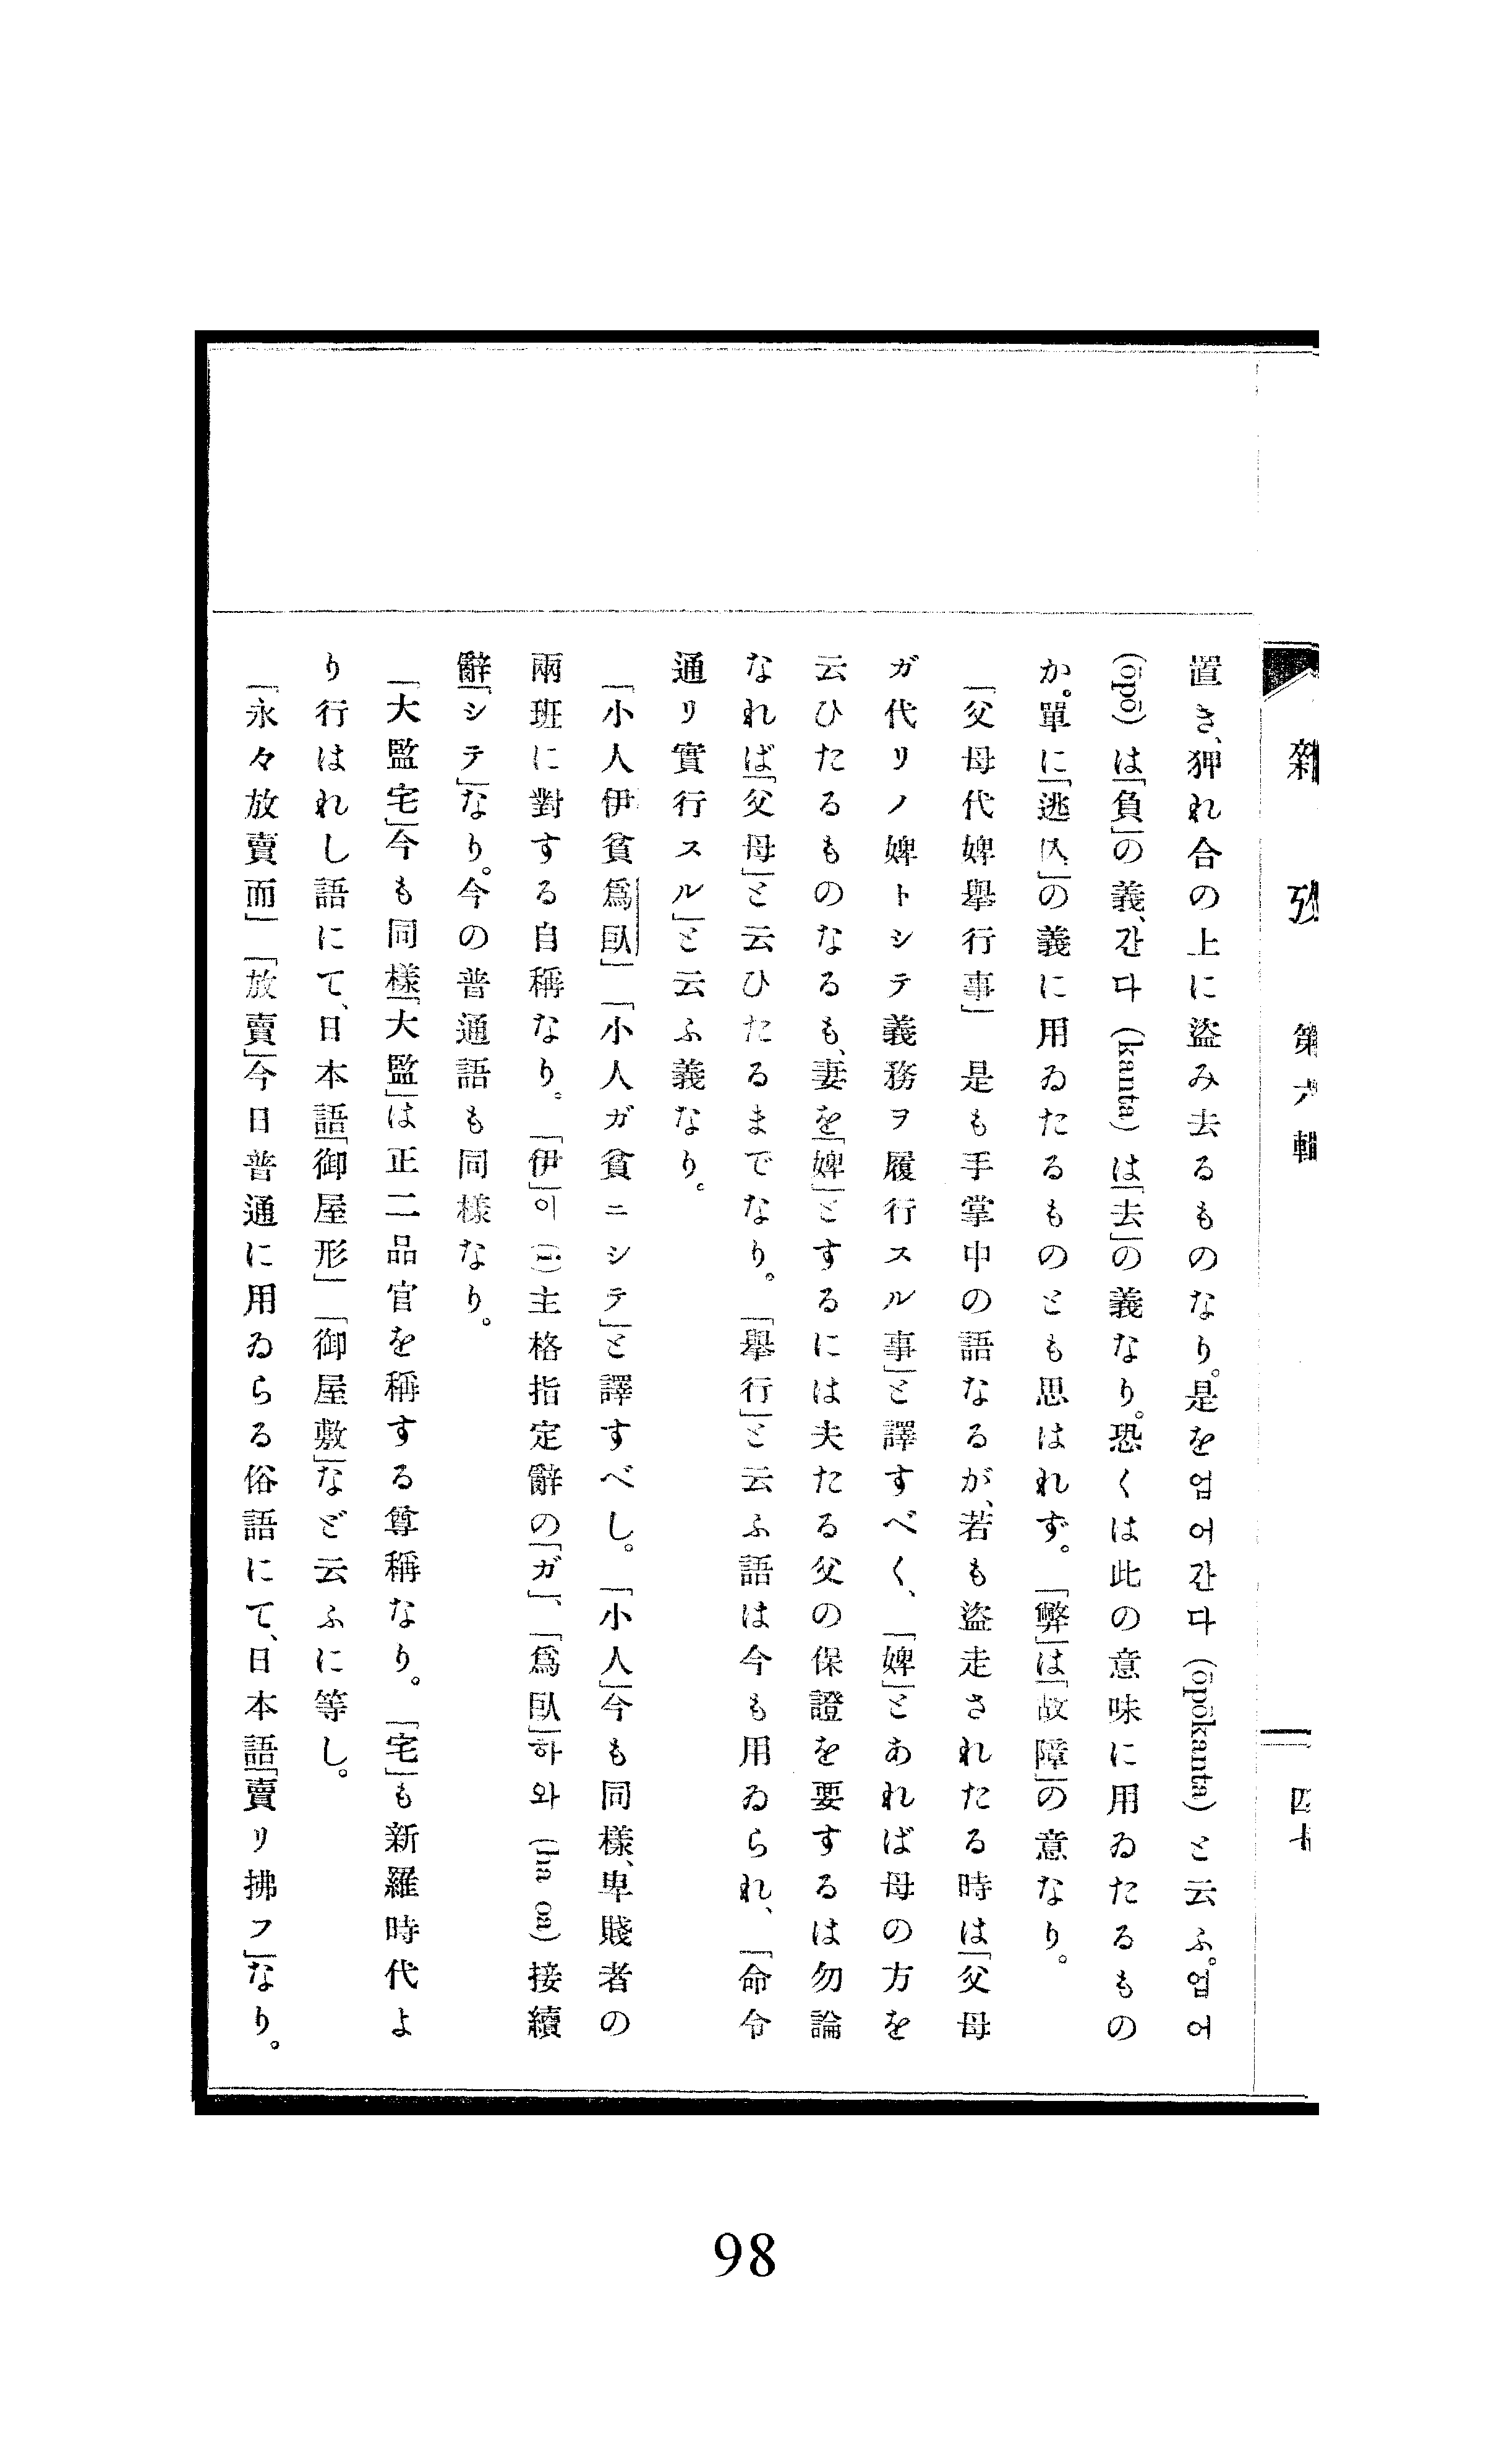 雜攷 第六輯 四十
置き、狎れ合の上に盜み去るものなり。是を업어간다 (ōpōkanta) と云ふ。업어
(ōpō) は「負」の義、간다 (kanta) は「去」の義なり。恐くは此の意味に用ゐたるもの
か。單に「逃込」の義に用ゐたるものとも思はれず。「弊」は「故障」の意なり。
「父母代婢擧行事」 是も手掌中の語なるが、若も盜走されたる時は「父母
ガ代リノ婢トシテ義務ヲ履行スル事」と譯すべく、「婢」とあれば母の方を
云ひたるものなるも、妻を「婢」とするには夫たる父の保證を要するは勿論
なれば「父母」と云ひたるまでなり。「擧行」と云ふ語は今も用ゐられ、「命令
通リ實行スル」と云ふ義なり。
「小人伊貧爲臥」「小人ガ貧ニシテ」と譯すべし。「小人」今も同樣、卑賤者の
兩班に對する自稱なり。「伊」이 (i) 主格指定辭の「ガ」、「爲臥」하와 (ha oa) 接續
辭「シテ」なり。今の普通語も同樣なり。
「大監宅」今も同樣「大監」は正二品官を稱する尊稱なり。「宅」も新羅時代よ
り行はれし語にて、日本語「御屋形」「御屋敷」など云ふに等し。
「永々放賣而」「放賣」今日普通に用ゐらる俗語にて、日本語「賣リ拂フ」なり。
98